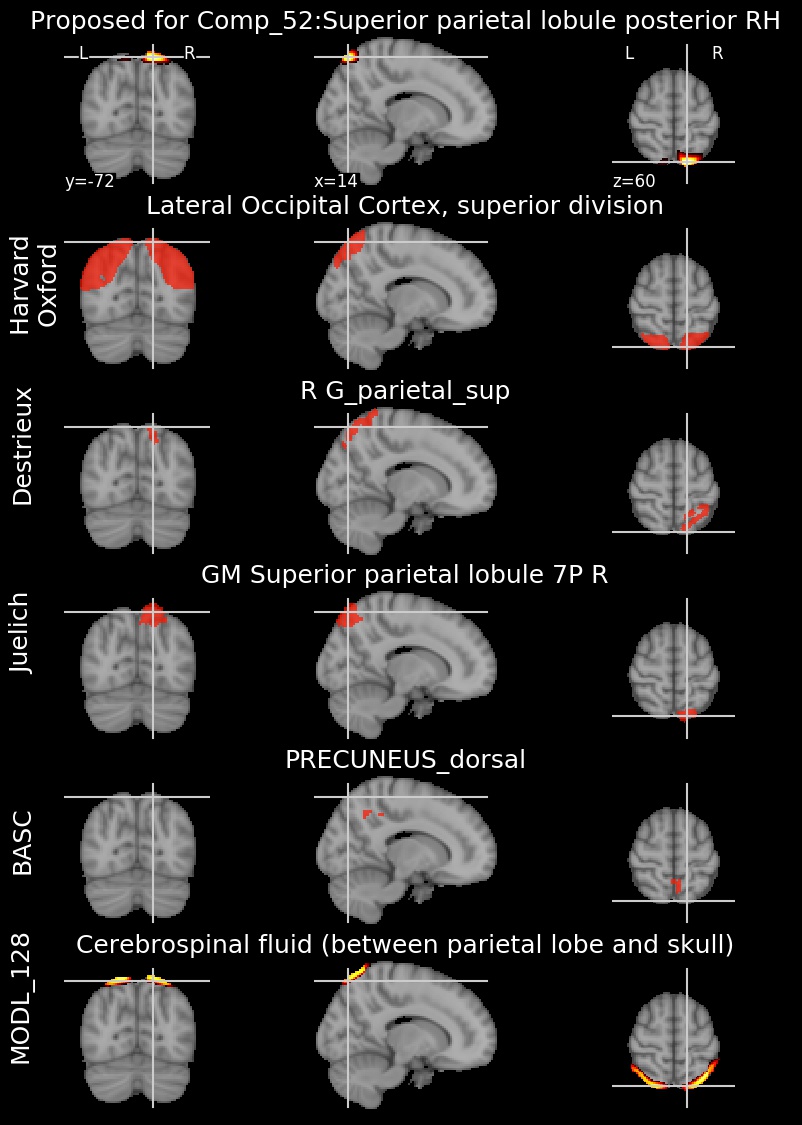 Proposed for Comp_52:Superior parietal lobule posterior RH
L R
L R
y=-72
x=14
z=60
Lateral Occipital Cortex, superior division
Harvard
Oxford
R G_parietal_sup
Destrieux
GM Superior parietal lobule 7P R
Juelich
PRECUNEUS_dorsal
BASC
Cerebrospinal fluid (between parietal lobe and skull)
MODL_128